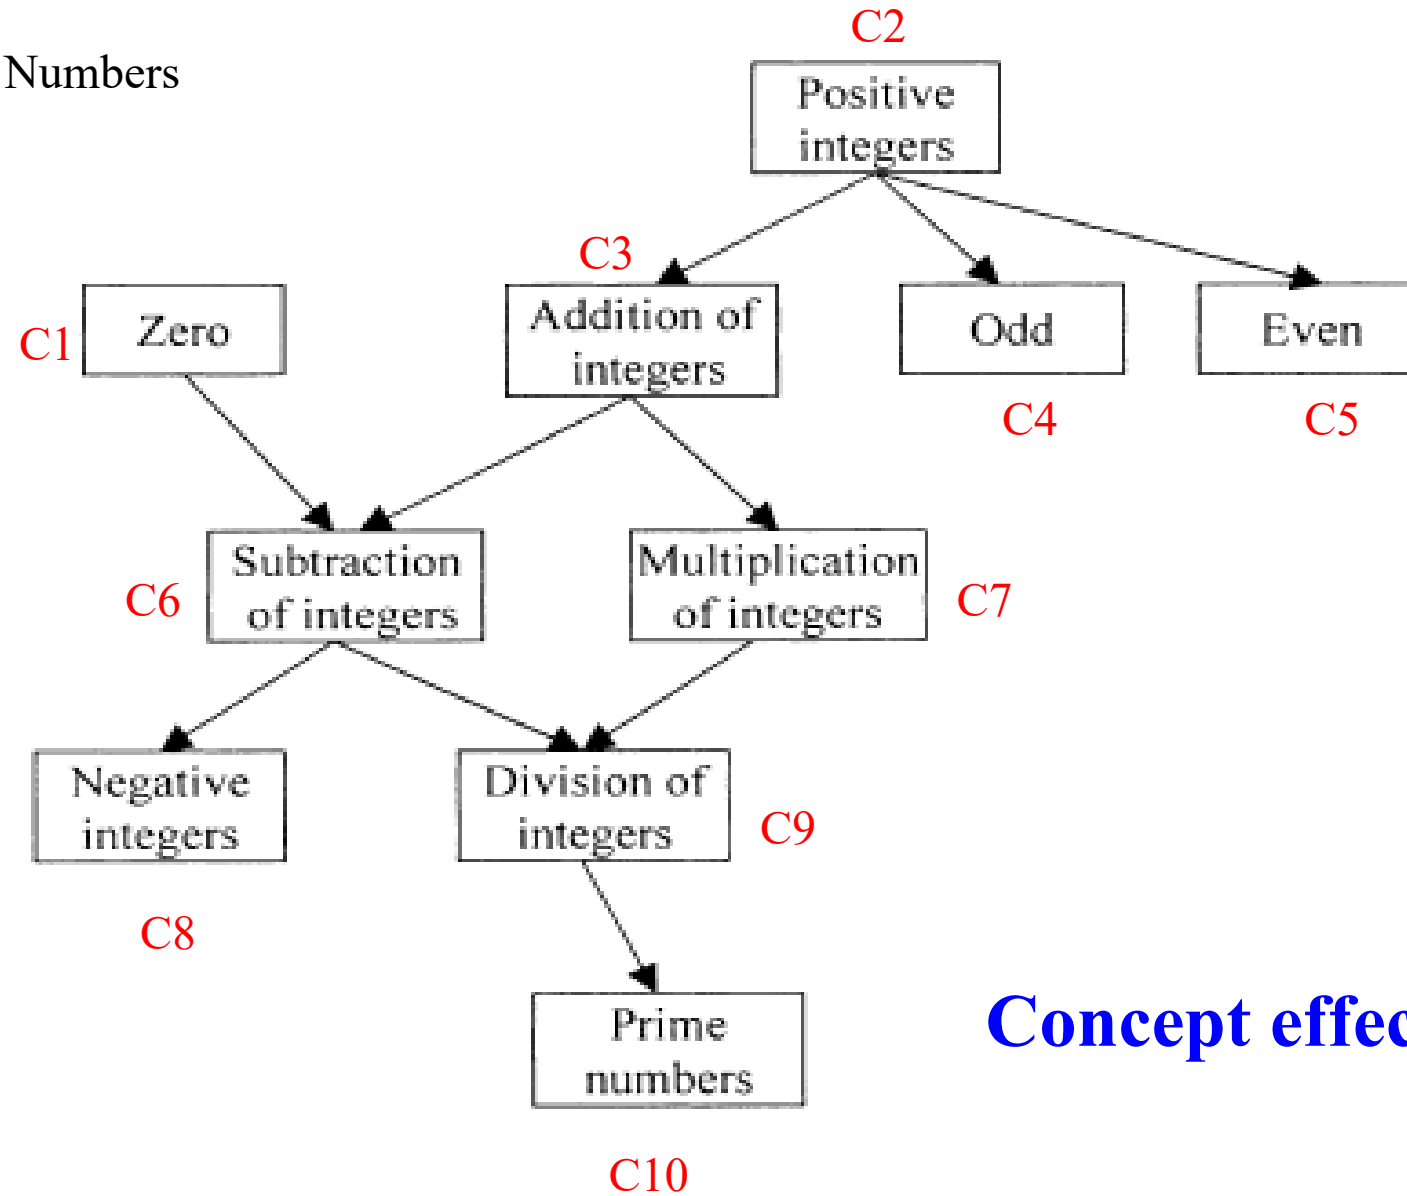 C2
Numbers
Positive
integers
C3
C1
Zero
Addition of
integers
Odd
Even
C4
C5
C6
Subtraction
of integers
Multiplication
of integers
C7
Negative
integers
Division of
integers
C9
C8
Prime
numbers
Concept
C10